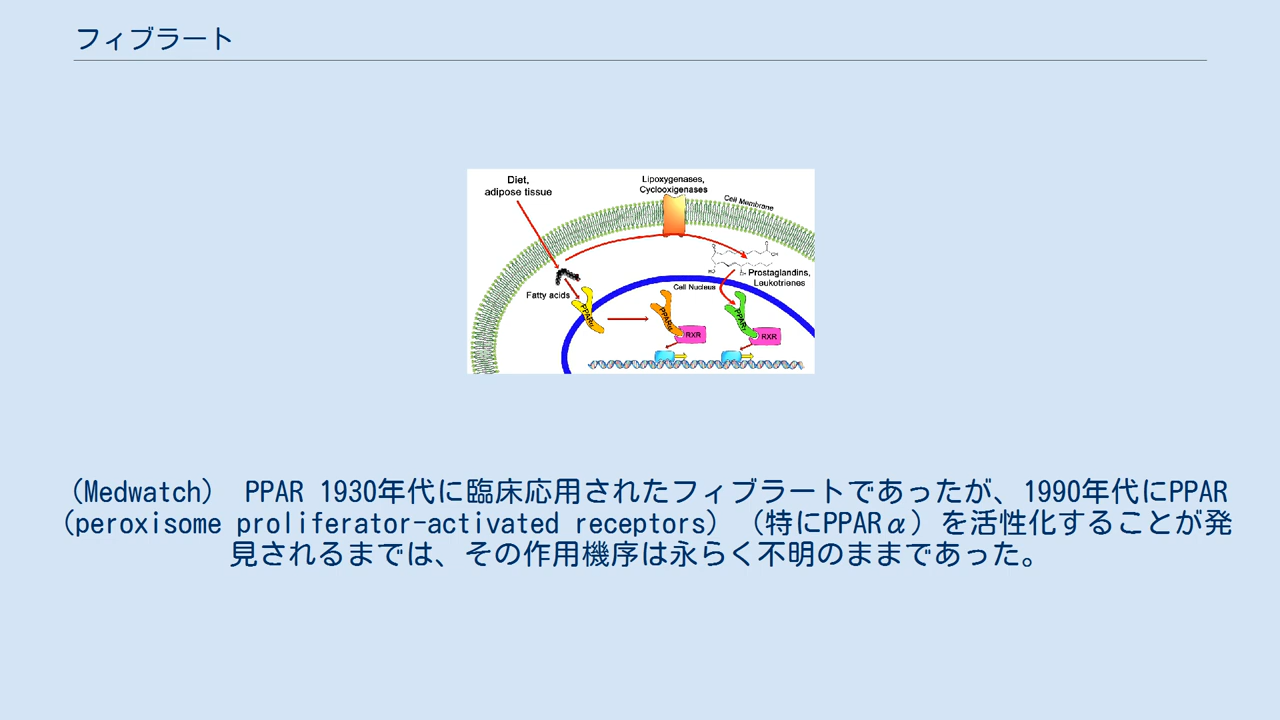 フィブラート
Diet,
adipose tissue
Lipoxygenases,
Cyclooxigenases
Cell Membrane
Prostaglandins,
Leukotrienes
Fatty acids
Cell Nucleus
RXR
RXR
（Medwatch） PPAR 1930年代に臨床応用されたフィブラートであったが、1990年代にPPAR
（peroxisome proliferator-activated receptors）（特にPPARα）を活性化することが発
見されるまでは、その作用機序は永らく不明のままであった。